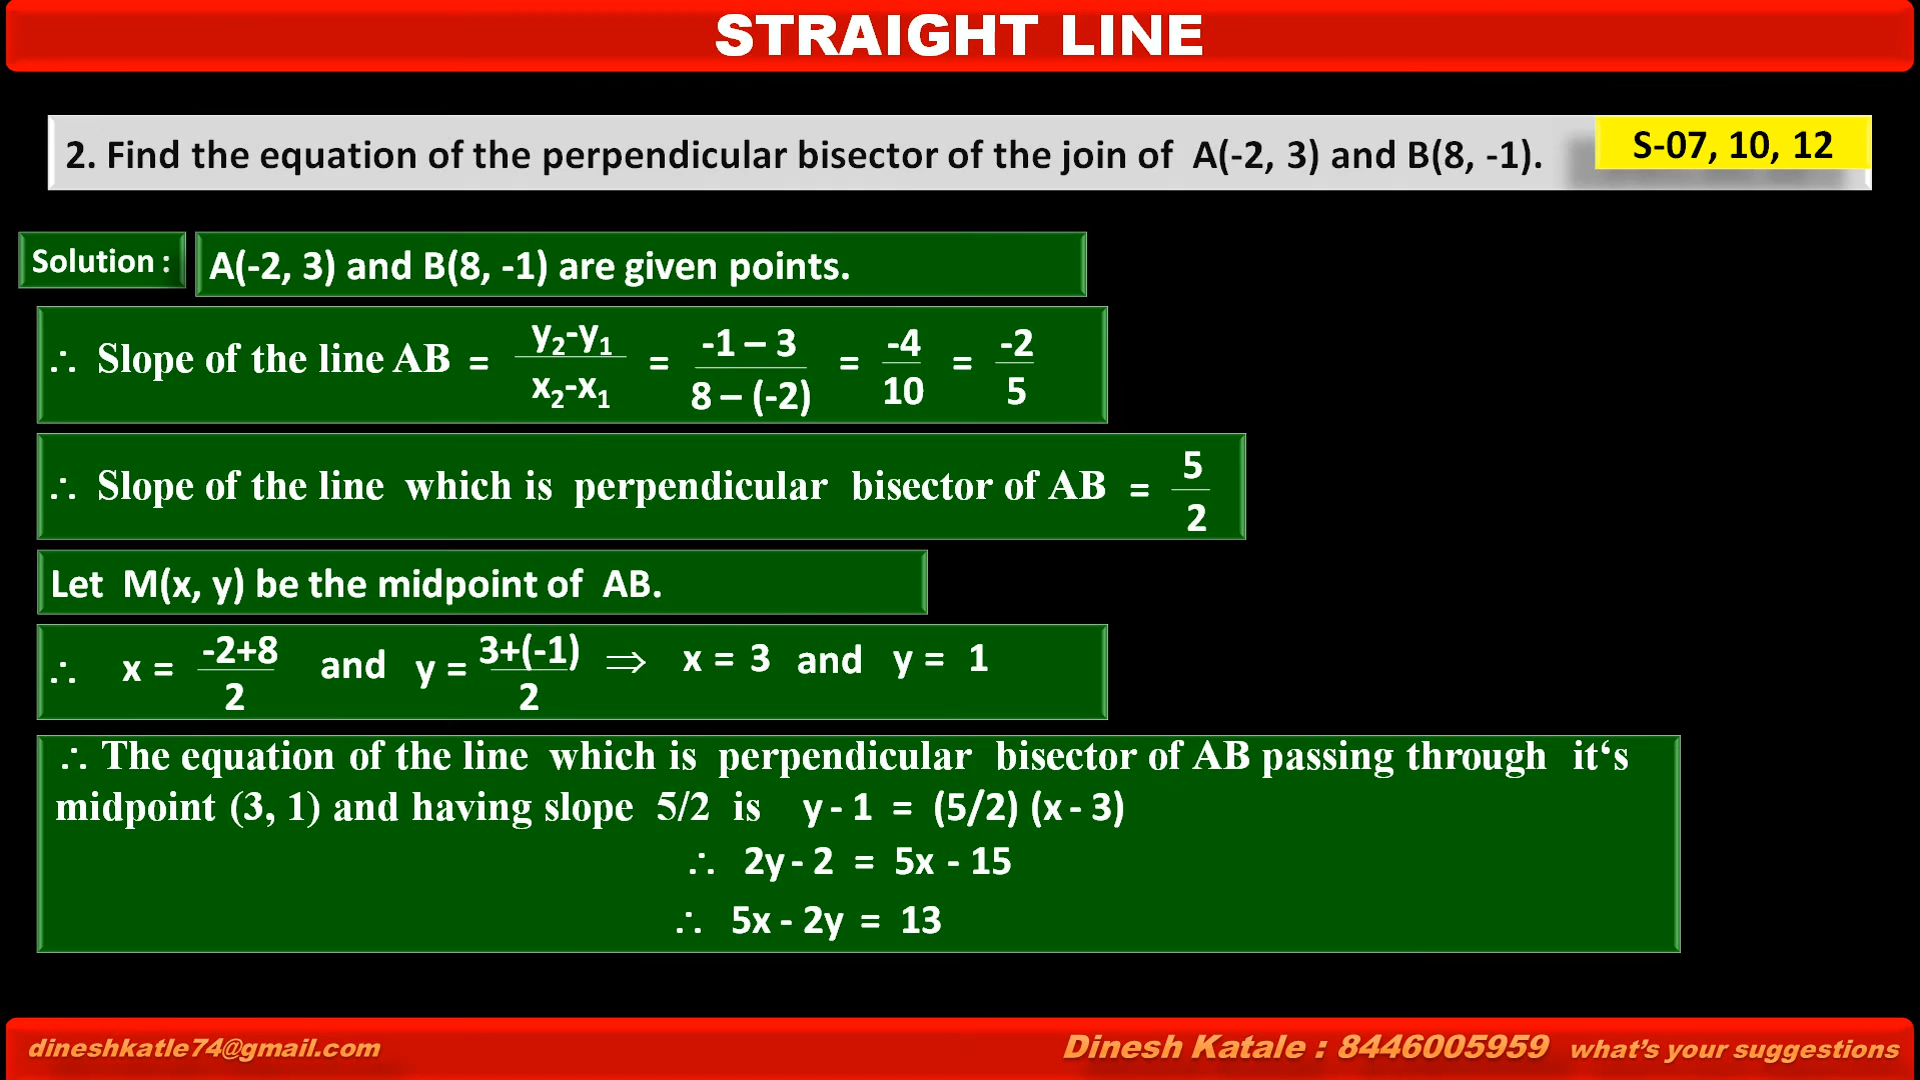 STRAIGHT LINE
2. Find the equation of the perpendicular bisector of the join of A(-2, 3) and B(8, -1).
S-07, 10, 12
Solution :
A(-2, 3) and B(8, -1) are given points.
∴ Slope of the line AB = y₂-y₁ / x₂-x₁ = -1 – 3 / 8 – (-2) = -4 / 10 = -2 / 5
∴ Slope of the line which is perpendicular bisector of AB = 5 / 2
Let M(x, y) be the midpoint of AB.
∴ x = -2+8 / 2 and y = 3+(-1) / 2 ⇒ x = 3 and y = 1
∴ The equation of the line which is perpendicular bisector of AB passing through it‘s
midpoint (3, 1) and having slope 5/2 is y - 1 = (5/2) (x - 3)
∴ 2y - 2 = 5x - 15
∴ 5x - 2y = 13
dineshkatle74@gmail.com
Dinesh Katale : 8446005959 what’s your suggestions